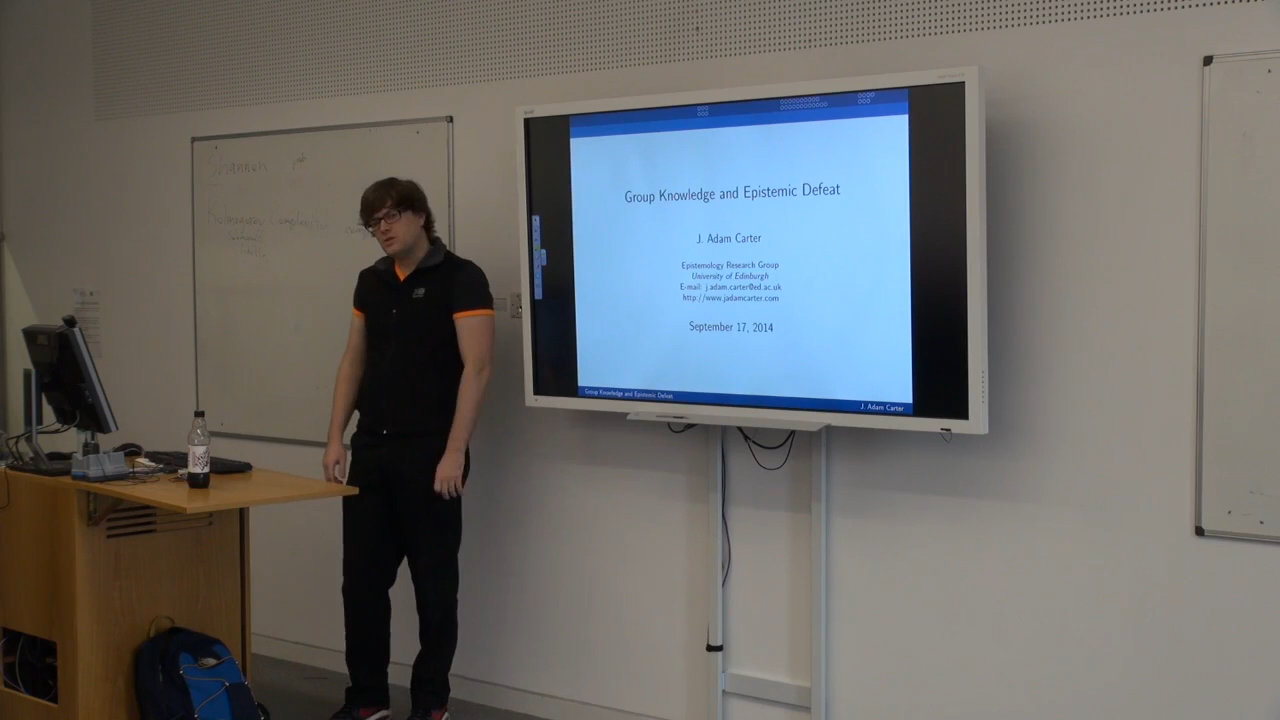 Shannon
Group Knowledge and Epistemic Defeat
J. Adam Carter
Epistemology Research Group
University of Edinburgh
E-mail: j.adam.carter@ed.ac.uk
http://www.jadamcarter.com
September 17, 2014
Group Knowledge and Epistemic Defeat
J. Adam Carter